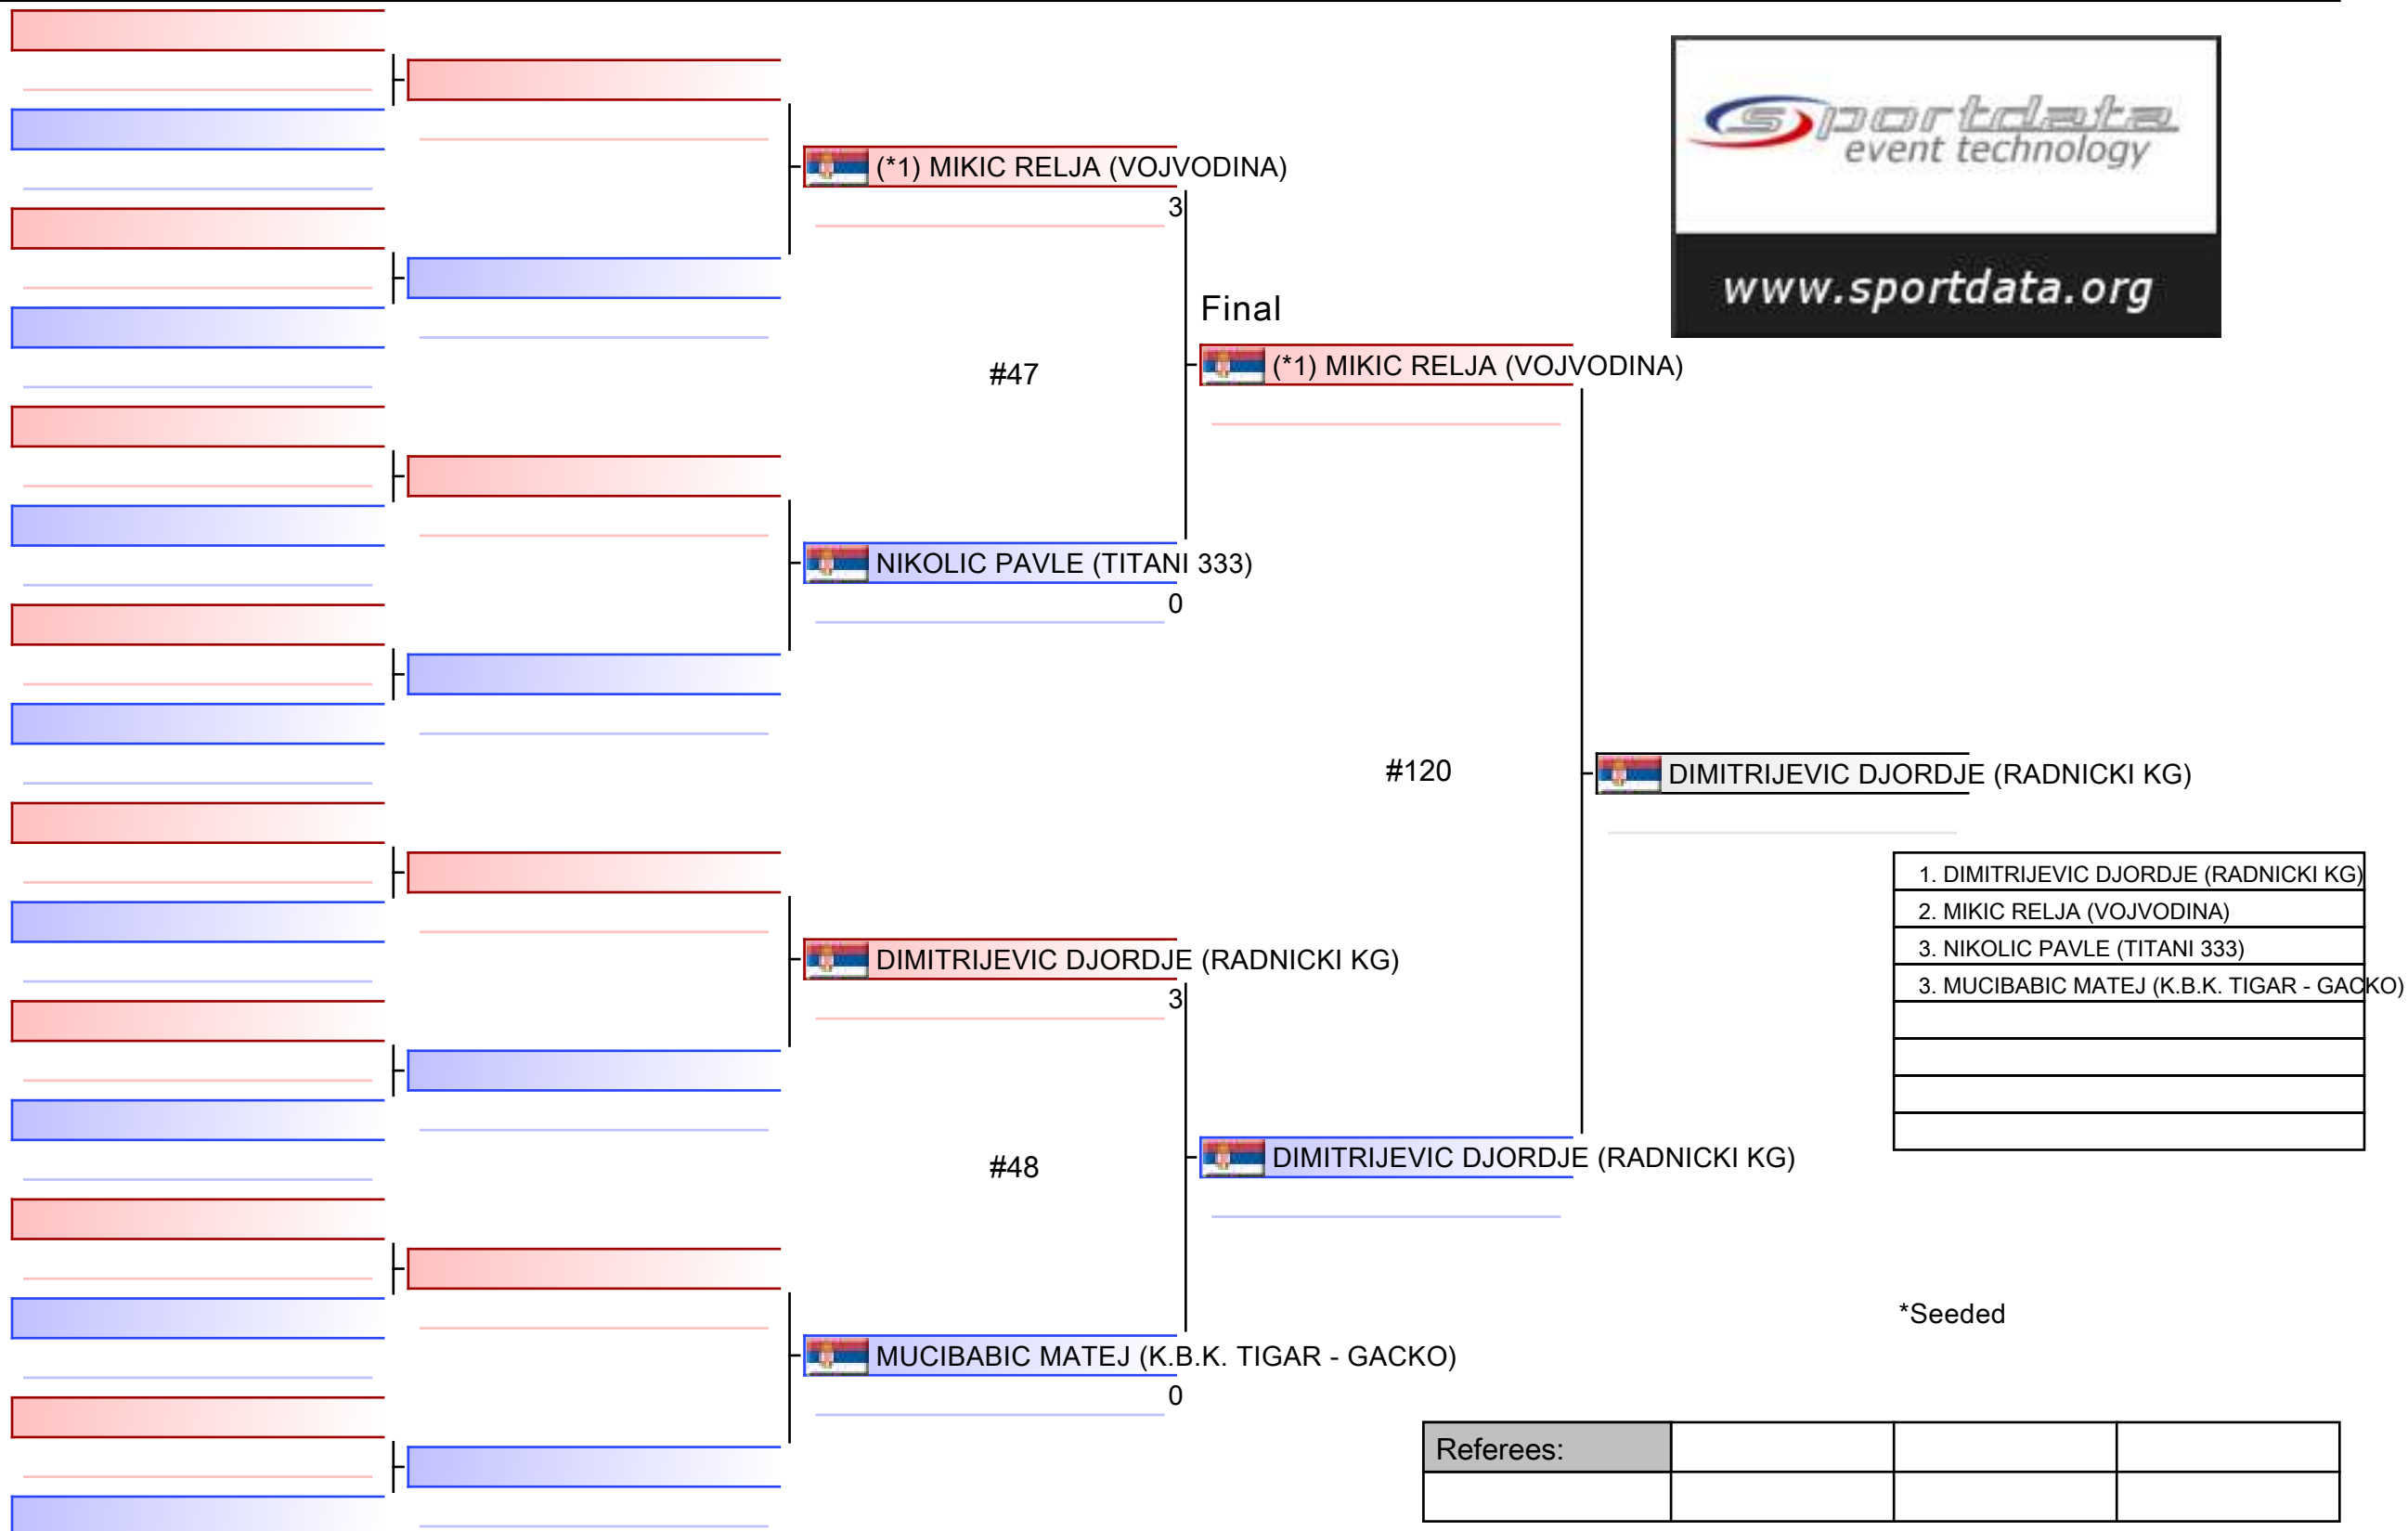 sportdata
event technology
www.sportdata.org
(*1) MIKIC RELJA (VOJVODINA)
3
Final
#47
(*1) MIKIC RELJA (VOJVODINA)
NIKOLIC PAVLE (TITANI 333)
0
#120
DIMITRIJEVIC DJORDJE (RADNICKI KG)
1. DIMITRIJEVIC DJORDJE (RADNICKI KG)
2. MIKIC RELJA (VOJVODINA)
3. NIKOLIC PAVLE (TITANI 333)
3. MUCIBABIC MATEJ (K.B.K. TIGAR - GACKO)
DIMITRIJEVIC DJORDJE (RADNICKI KG)
3
#48
DIMITRIJEVIC DJORDJE (RADNICKI KG)
*Seeded
MUCIBABIC MATEJ (K.B.K. TIGAR - GACKO)
0
Referees: